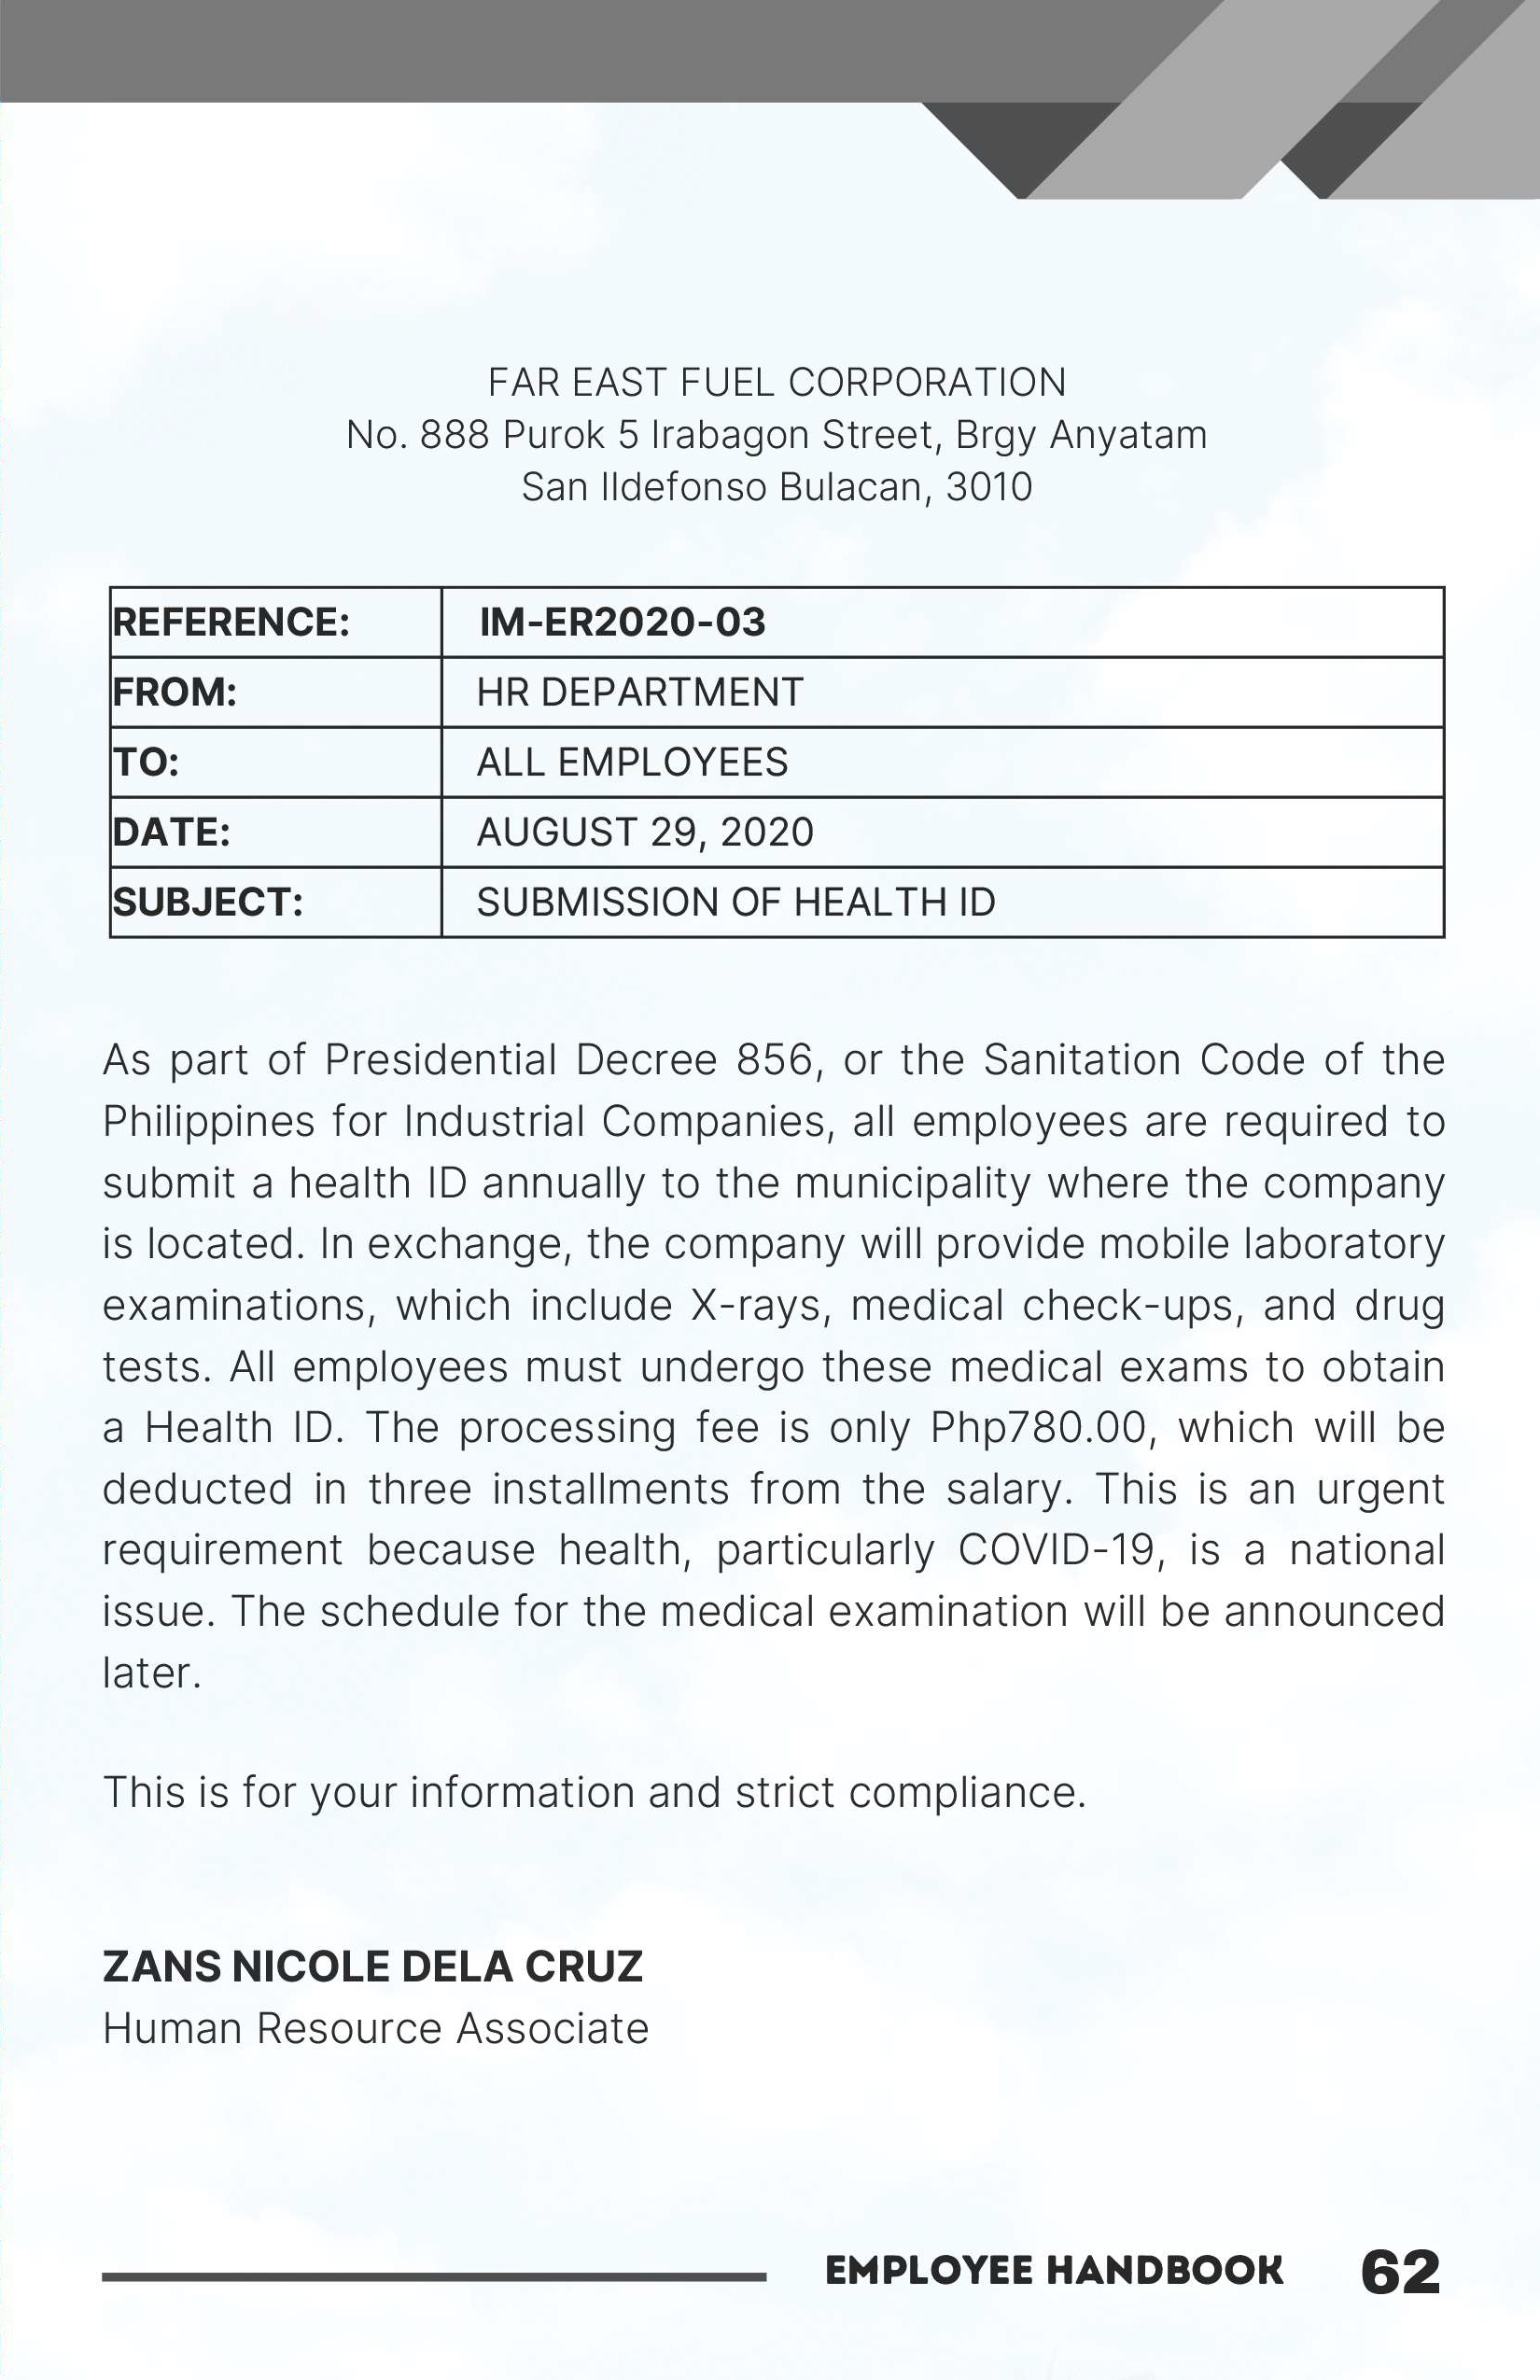 FAR EAST FUEL CORPORATION
No. 888 Purok 5 Irabagon Street, Brgy Anyatam
San Ildefonso Bulacan, 3010
REFERENCE: IM-ER2020-03
FROM: HR DEPARTMENT
TO: ALL EMPLOYEES
DATE: AUGUST 29, 2020
SUBJECT: SUBMISSION OF HEALTH ID
As part of Presidential Decree 856, or the Sanitation Code of the
Philippines for Industrial Companies, all employees are required to
submit a health ID annually to the municipality where the company
is located. In exchange, the company will provide mobile laboratory
examinations, which include X-rays, medical check-ups, and drug
tests. All employees must undergo these medical exams to obtain
a Health ID. The processing fee is only Php780.00, which will be
deducted in three installments from the salary. This is an urgent
requirement because health, particularly COVID-19, is a national
issue. The schedule for the medical examination will be announced
later.
This is for your information and strict compliance.
ZANS NICOLE DELA CRUZ
Human Resource Associate
EMPLOYEE HANDBOOK 62